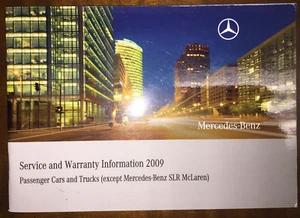 Mercedes-Benz
Service and Warranty Information 2009
Passenger Cars and Trucks (except Mercedes-Benz SLR McLaren)